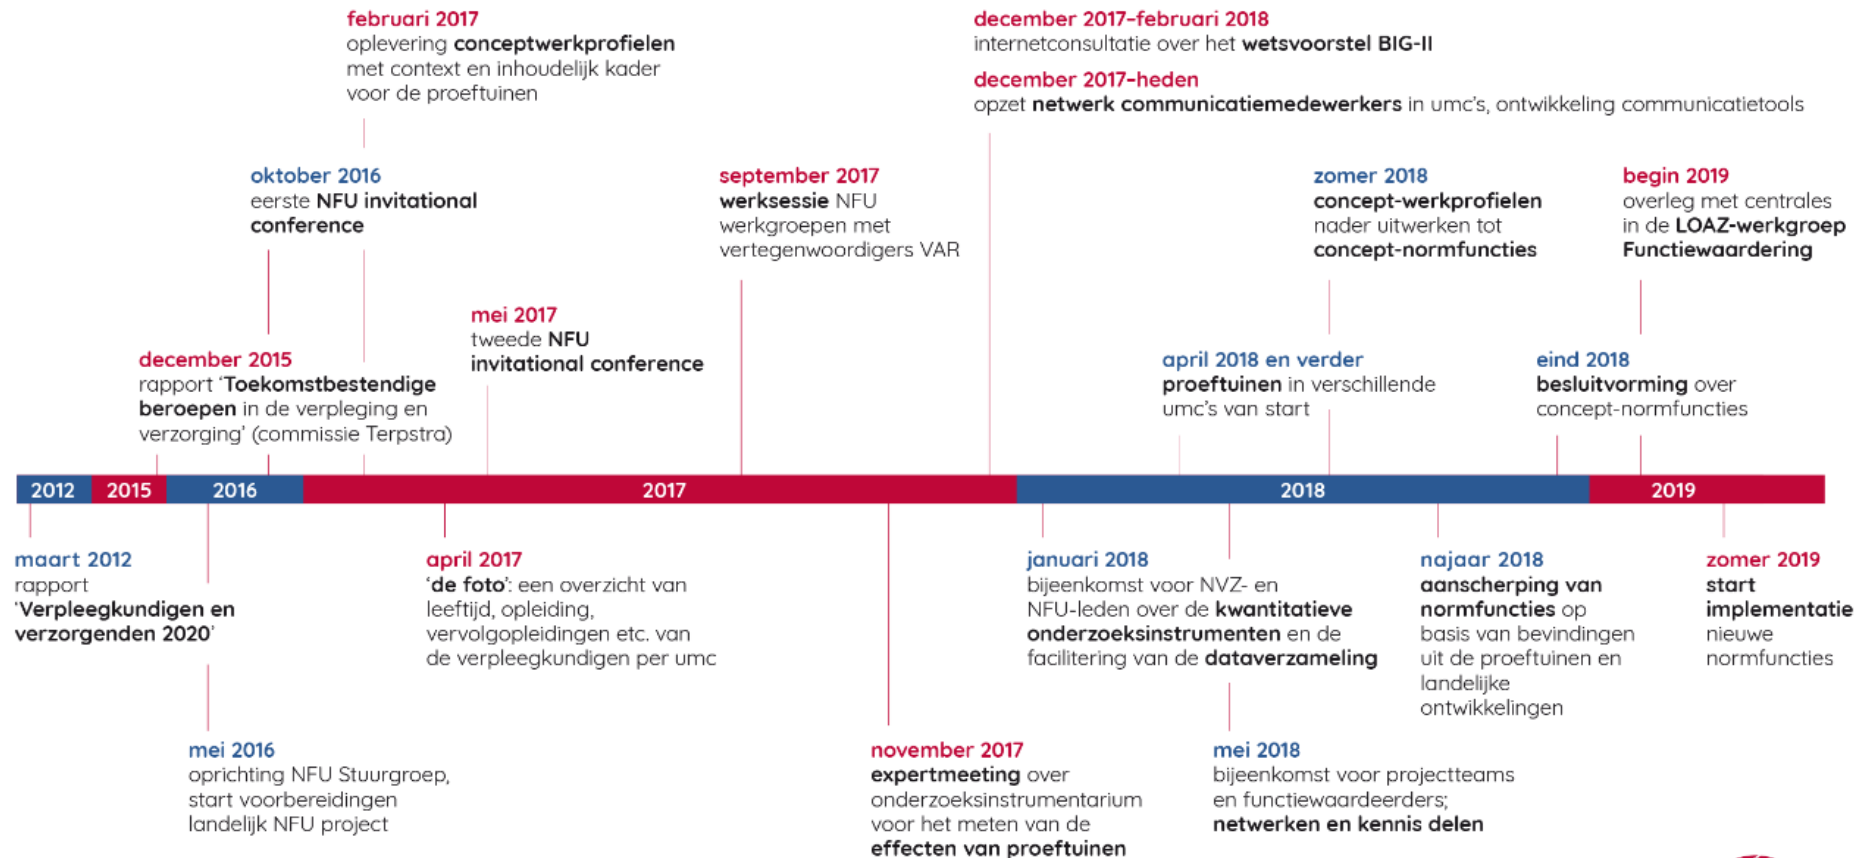 februari 2017
oplevering conceptwerkprofielen
met context en inhoudelijk kader
voor de proeftuinen
december 2017–februari 2018
internetconsultatie over het wetsvoorstel BIG-II
december 2017–heden
opzet netwerk communicatiemedewerkers in umc's, ontwikkeling communicatietools
oktober 2016
eerste NFU invitational
conference
september 2017
werksessie NFU
werkgroepen met
vertegenwoordigers VAR
zomer 2018
concept-werkprofielen
nader uitwerken tot
concept-normfuncties
begin 2019
overleg met centrales
in de LOAZ-werkgroep
Functiewaardering
mei 2017
tweede NFU
invitational conference
december 2015
rapport ‘Toekomstbestendige
beroepen in de verpleging en
verzorging’ (commissie Terpstra)
april 2018 en verder
proeftuinen in verschillende
umc's van start
eind 2018
besluitvorming over
concept-normfuncties
2012 2015 2016 2017 2018 2019
maart 2012
rapport
‘Verpleegkundigen en
verzorgenden 2020’
april 2017
‘de foto’: een overzicht van
leeftijd, opleiding,
vervolgopleidingen etc. van
de verpleegkundigen per umc
januari 2018
bijeenkomst voor NVZ- en
NFU-leden over de kwantitatieve
onderzoeksinstrumenten en de
facilitering van de dataverzameling
najaar 2018
aanscherping van
normfuncties op
basis van bevindingen
uit de proeftuinen en
landelijke
ontwikkelingen
zomer 2019
start
implementatie
nieuwe
normfuncties
mei 2016
oprichting NFU Stuurgroep,
start voorbereidingen
landelijk NFU project
november 2017
expertmeeting over
onderzoeksinstrumentarium
voor het meten van de
effecten van proeftuinen
mei 2018
bijeenkomst voor projectteams
en functiewaardeerders;
netwerken en kennis delen